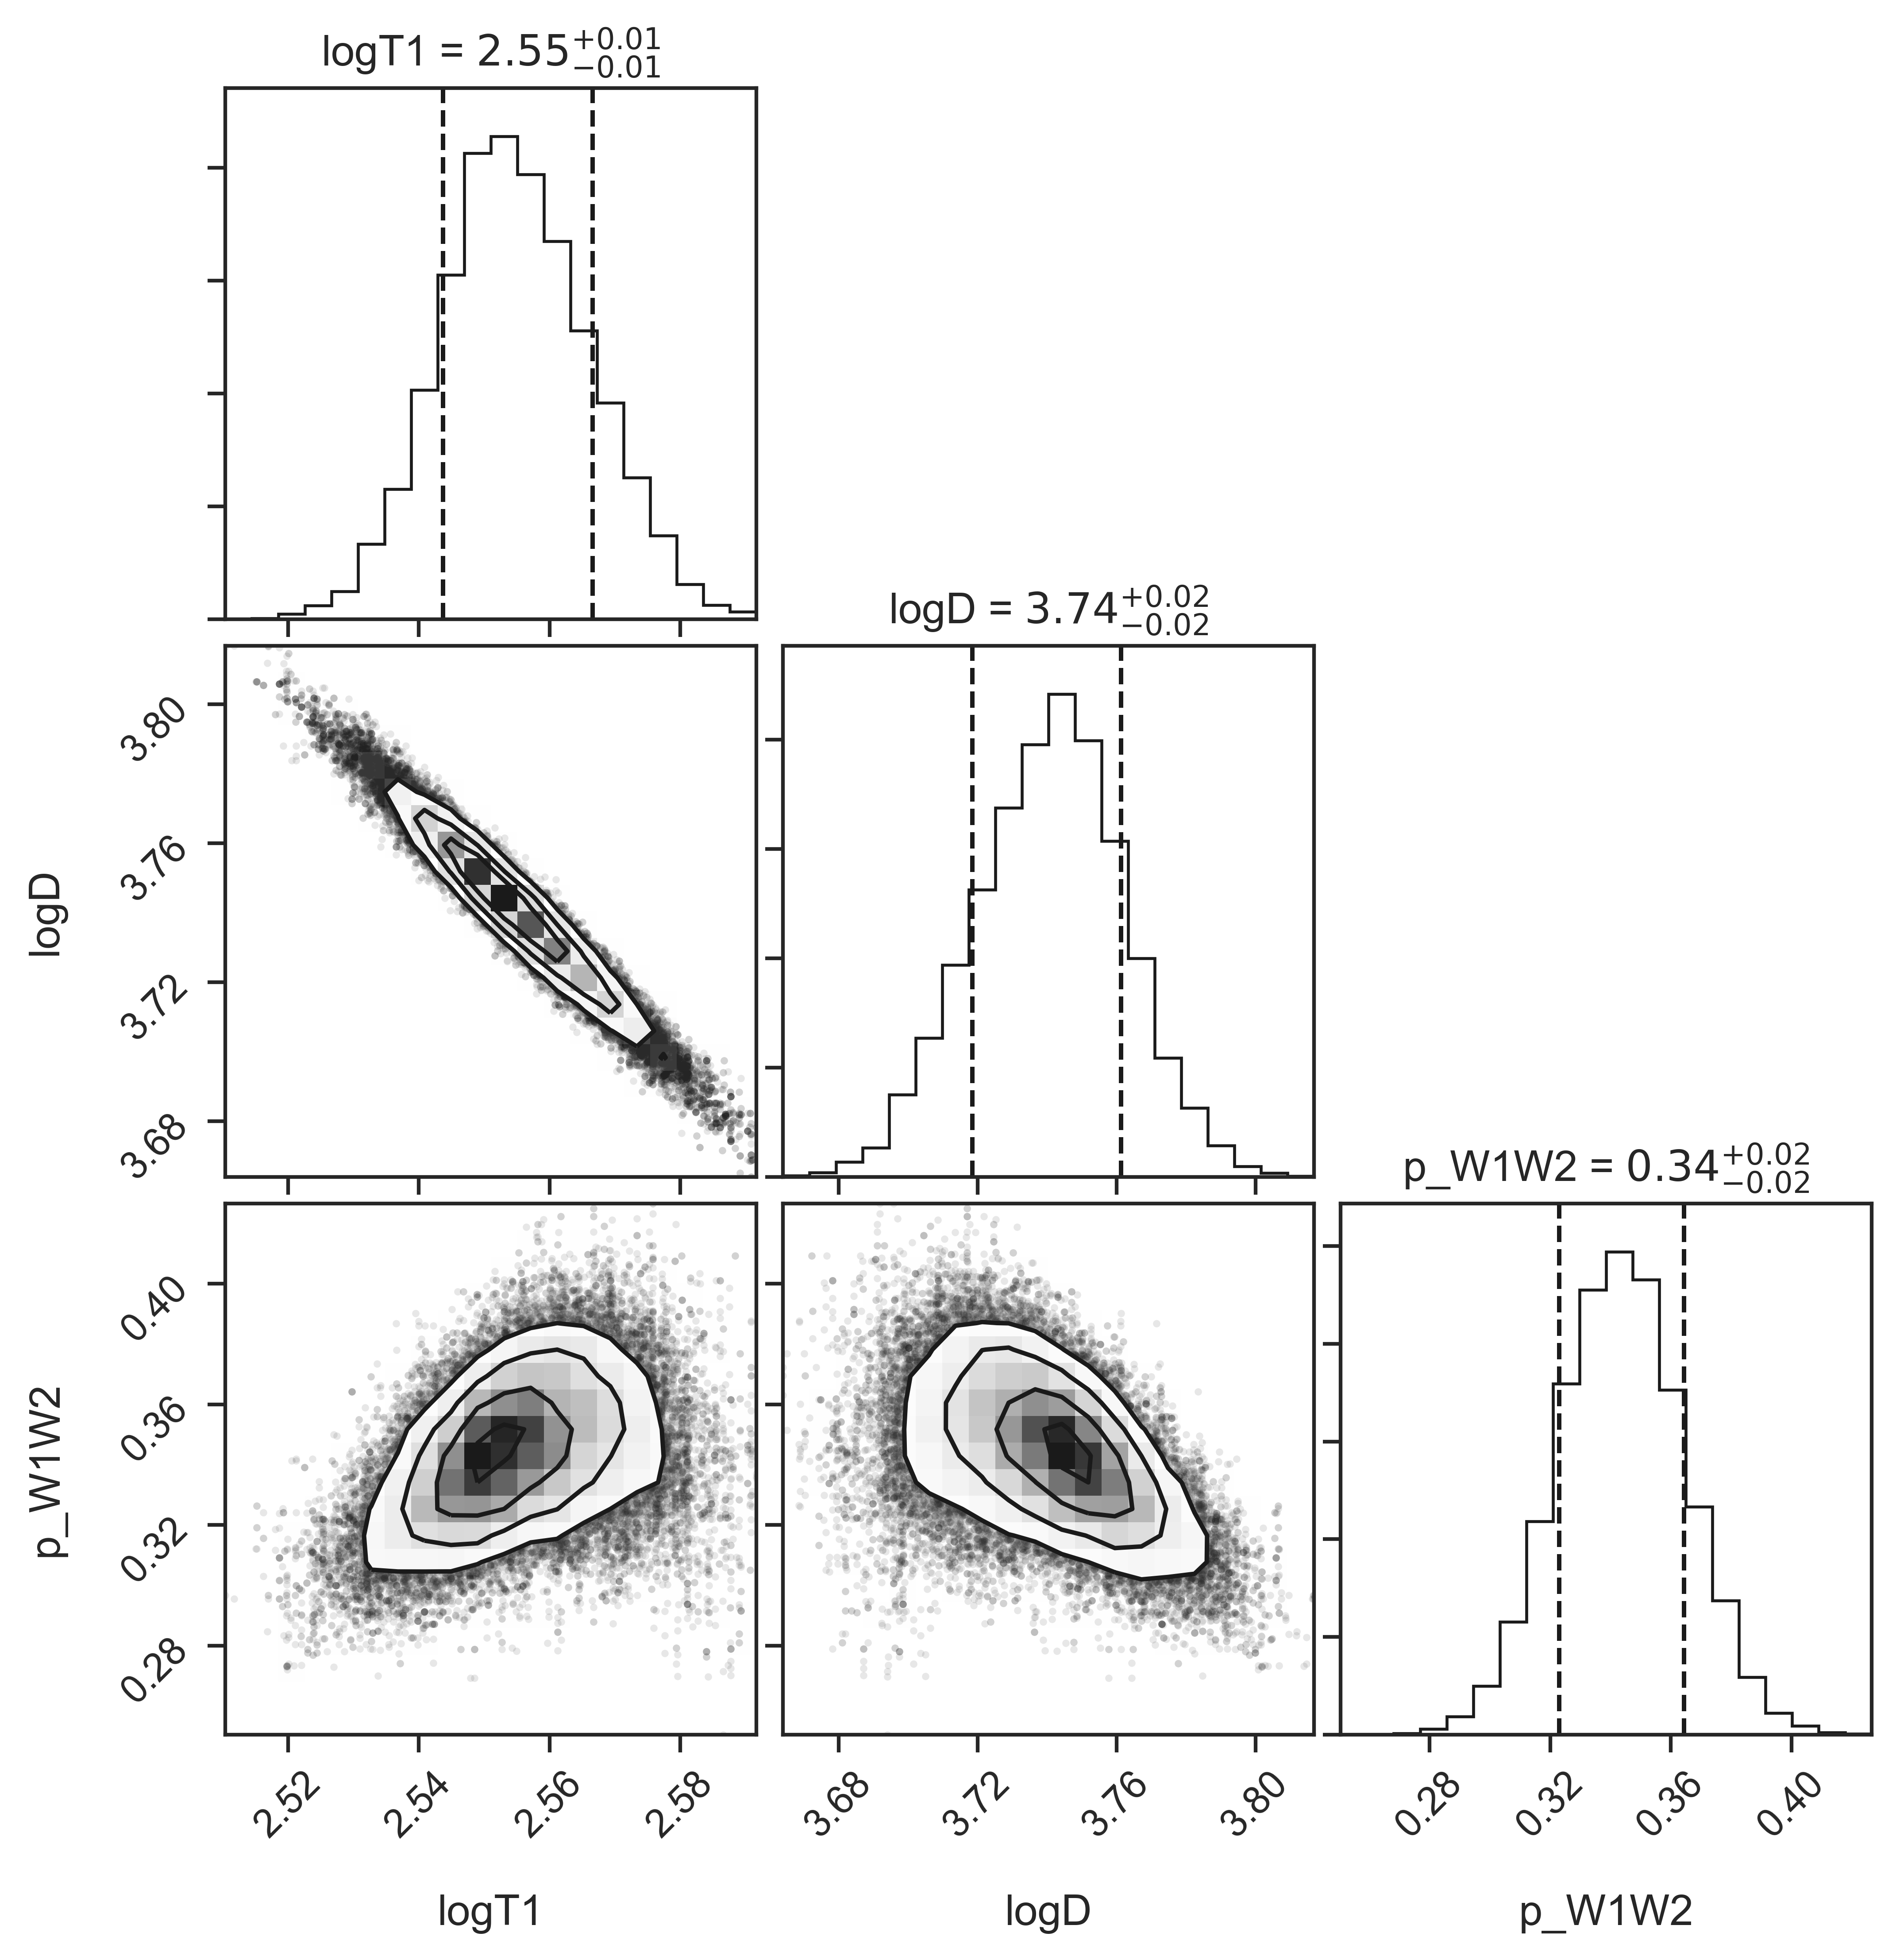 logT1 = 2.55+0.01−0.01
logD = 3.74+0.02−0.02
3.80
3.76
3.72
3.68
logD
p_W1W2 = 0.34+0.02−0.02
0.40
0.36
0.32
0.28
p_W1W2
2.52 2.54 2.56 2.58 3.68 3.72 3.76 3.80 0.28 0.32 0.36 0.40
logT1 logD p_W1W2